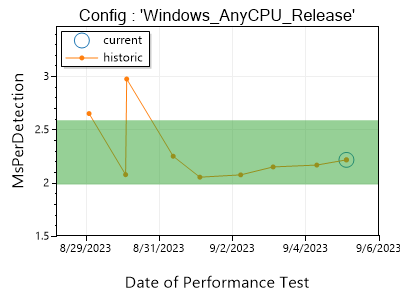 Config : 'Windows_AnyCPU_Release'
current
historic
MsPerDetection
3
2.5
2
1.5
8/29/2023 8/31/2023 9/2/2023 9/4/2023 9/6/2023
Date of Performance Test